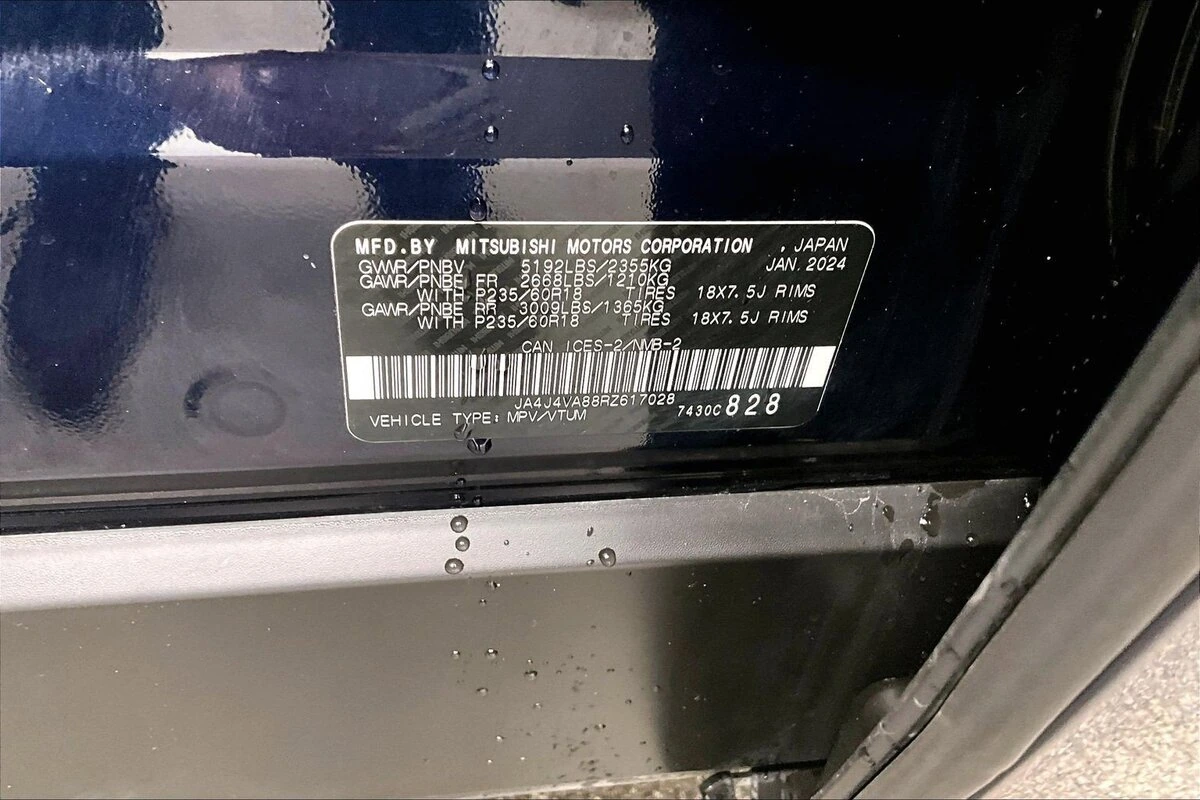 MFD.BY MITSUBISHI MOTORS CORPORATION , JAPAN
GVWR/PNBV 5192LBS/2355KG JAN. 2024
GAWR/PNBE FR 2668LBS/1210KG
WITH P235/60R18 TIRES 18X7.5J RIMS
GAWR/PNBE RR 3009LBS/1365KG
WITH P235/60R18 TIRES 18X7.5J RIMS
CAN ICES-2/NMB-2
JA4J4VA88RZ617028
VEHICLE TYPE: MPV/VTUM 7430C 828